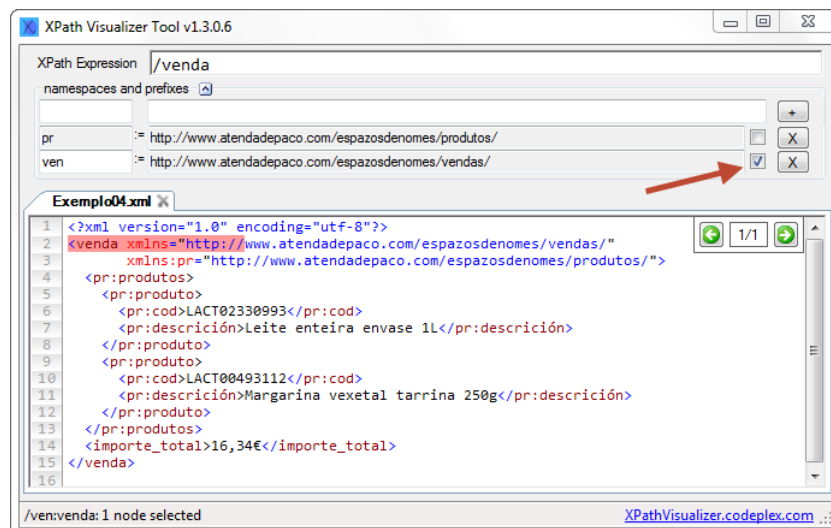 XPath Visualizer Tool v1.3.0.6
XPath Expression /venda
namespaces and prefixes
+
pr := http://www.atendadepaco.com/espazosdenomes/produtos/ X
ven := http://www.atendadepaco.com/espazosdenomes/vendas/ X
Exemplo04.xml
1 <?xml version="1.0" encoding="utf-8"?>
2 <venda xmlns="http://www.atendadepaco.com/espazosdenomes/vendas/" 1/1
3 xmlns:pr="http://www.atendadepaco.com/espazosdenomes/produtos/">
4 <pr:produtos>
5 <pr:produto>
6 <pr:cod>LACT02330993</pr:cod>
7 <pr:descrición>Leite enteira envase 1L</pr:descrición>
8 </pr:produto>
9 <pr:produto>
10 <pr:cod>LACT00493112</pr:cod>
11 <pr:descrición>Margarina vexetal tarrina 250g</pr:descrición>
12 </pr:produto>
13 </pr:produtos>
14 <importe_total>16,34€</importe_total>
15 </venda>
16
/ven:venda: 1 node selected XPathVisualizer.codeplex.com